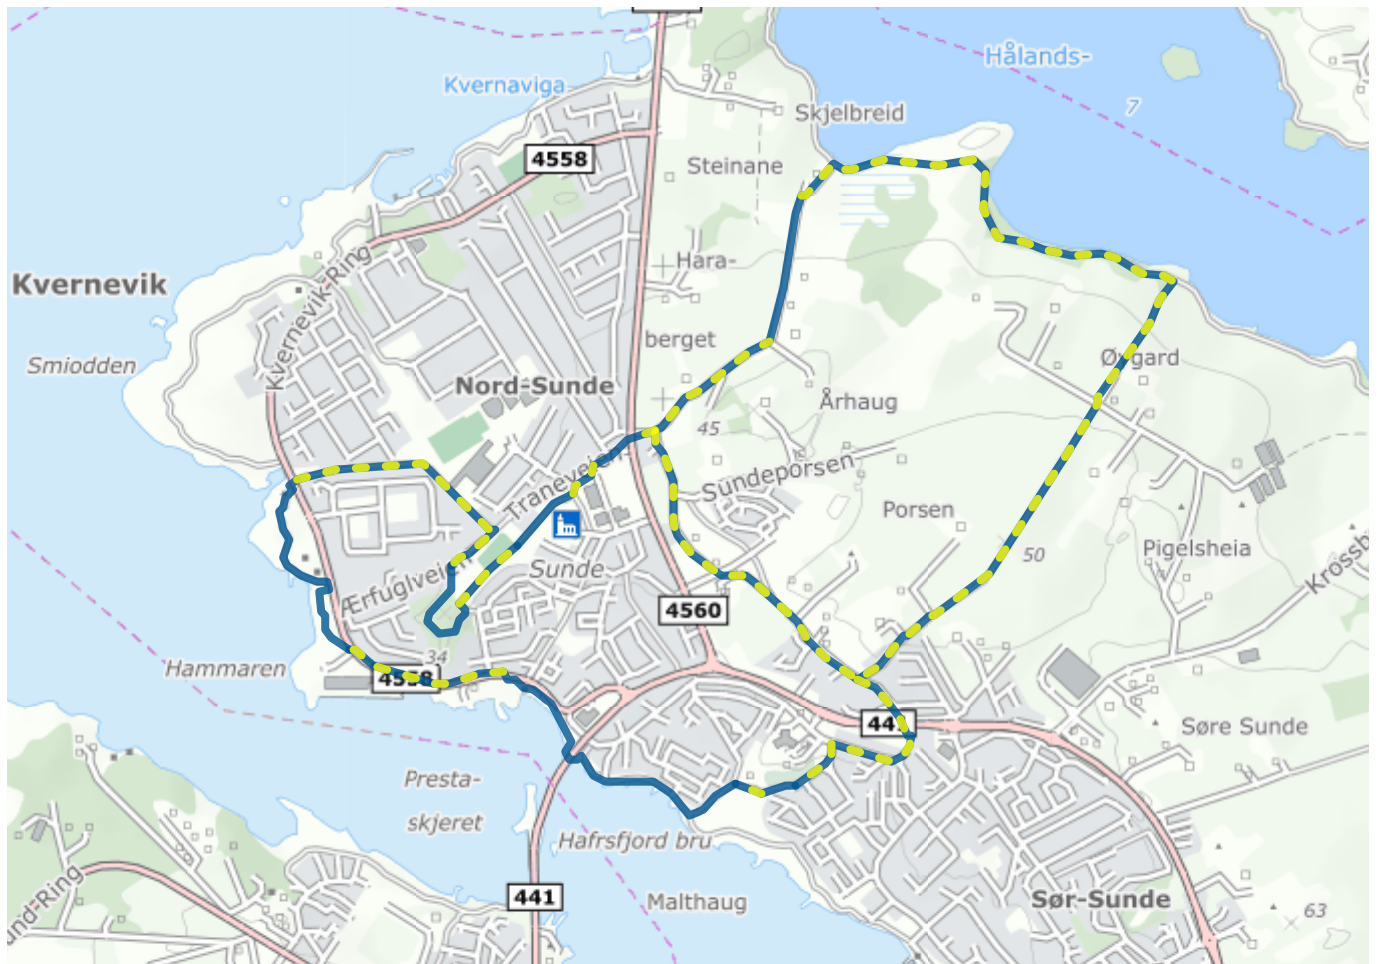 Hålands-
Kvernaviga
7
Skjelbreid
4558
Steinane
Hara-
Kvernevik
Kvernevik-Ring
berget
Smiodden
Nord-Sunde
Øygard
Århaug
45
Traneveien
Sundeporsen
Porsen
50
Pigelsheia
Ærfuglveien
Sunde
4560
Hammaren
34
4558
441
Søre Sunde
Presta-
skjeret
Hafrsfjord bru
441
Malthaug
Sør-Sunde
63